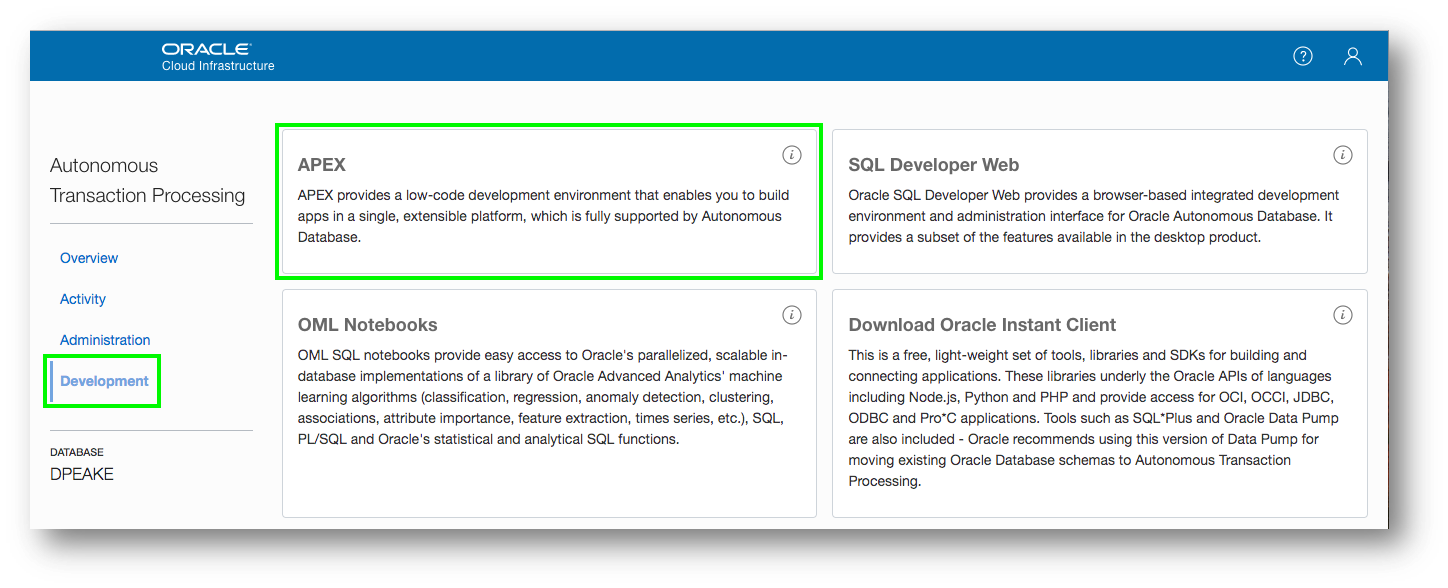 ORACLE
Cloud Infrastructure
Autonomous
Transaction Processing
Overview
Activity
Administration
Development
DATABASE
DPEAKE
APEX
APEX provides a low-code development environment that enables you to build
apps in a single, extensible platform, which is fully supported by Autonomous
Database.
SQL Developer Web
Oracle SQL Developer Web provides a browser-based integrated development
environment and administration interface for Oracle Autonomous Database. It
provides a subset of the features available in the desktop product.
OML Notebooks
OML SQL notebooks provide easy access to Oracle's parallelized, scalable in-
database implementations of a library of Oracle Advanced Analytics' machine
learning algorithms (classification, regression, anomaly detection, clustering,
associations, attribute importance, feature extraction, times series, etc.), SQL,
PL/SQL and Oracle's statistical and analytical SQL functions.
Download Oracle Instant Client
This is a free, light-weight set of tools, libraries and SDKs for building and
connecting applications. These libraries underly the Oracle APIs of languages
including Node.js, Python and PHP and provide access for OCI, OCCI, JDBC,
ODBC and Pro*C applications. Tools such as SQL*Plus and Oracle Data Pump
are also included - Oracle recommends using this version of Data Pump for
moving existing Oracle Database schemas to Autonomous Transaction
Processing.